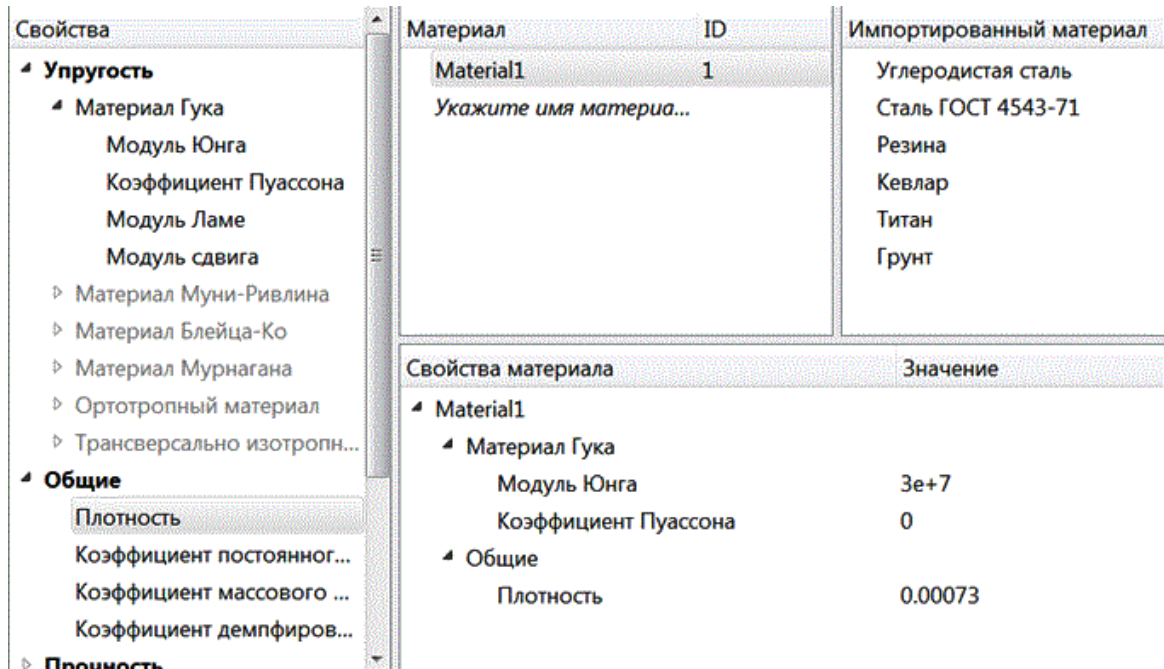 Свойства
Упругость
Материал Гука
Модуль Юнга
Коэффициент Пуассона
Модуль Ламе
Модуль сдвига
Материал Муни-Ривлина
Материал Блейца-Ко
Материал Мурнагана
Ортотропный материал
Трансверсально изотропн...
Общие
Плотность
Коэффициент постоянног...
Коэффициент массового ...
Коэффициент демпфиров...
Прочность
Материал ID
Material1 1
Укажите имя материа...
Импортированный материал
Углеродистая сталь
Сталь ГОСТ 4543-71
Резина
Кевлар
Титан
Грунт
Свойства материала Значение
Material1
Материал Гука
Модуль Юнга 3e+7
Коэффициент Пуассона 0
Общие
Плотность 0.00073